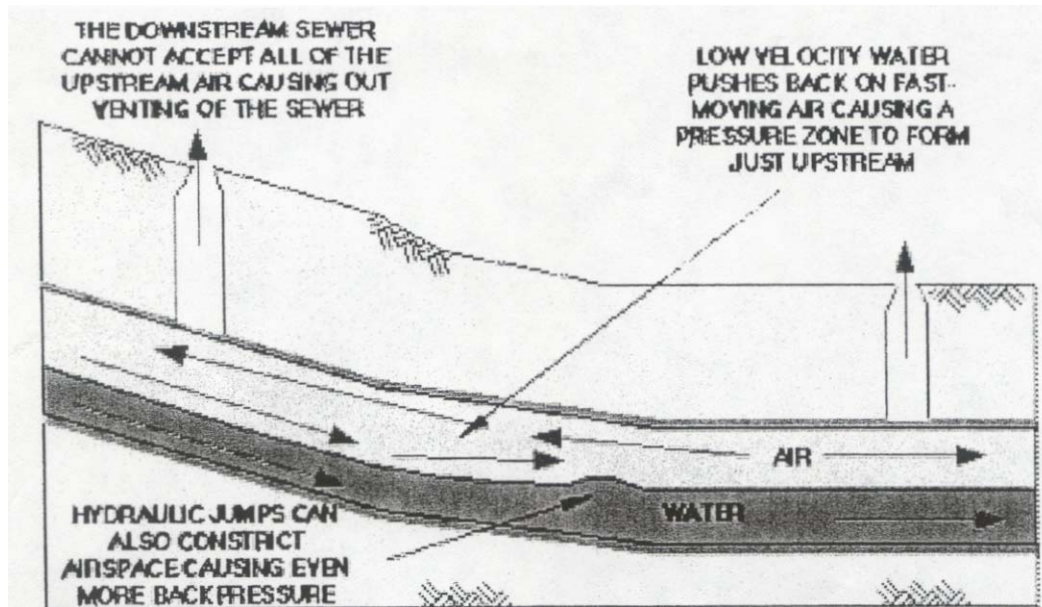 THE DOWNSTREAM SEWER
CANNOT ACCEPT ALL OF THE
UPSTREAM AIR CAUSING OUT
VENTING OF THE SEWER
LOW VELOCITY WATER
PUSHES BACK ON FAST-
MOVING AIR CAUSING A
PRESSURE ZONE TO FORM
JUST UPSTREAM
AIR
WATER
HYDRAULIC JUMPS CAN
ALSO CONSTRICT
AIRSPACE CAUSING EVEN
MORE BACKPRESSURE